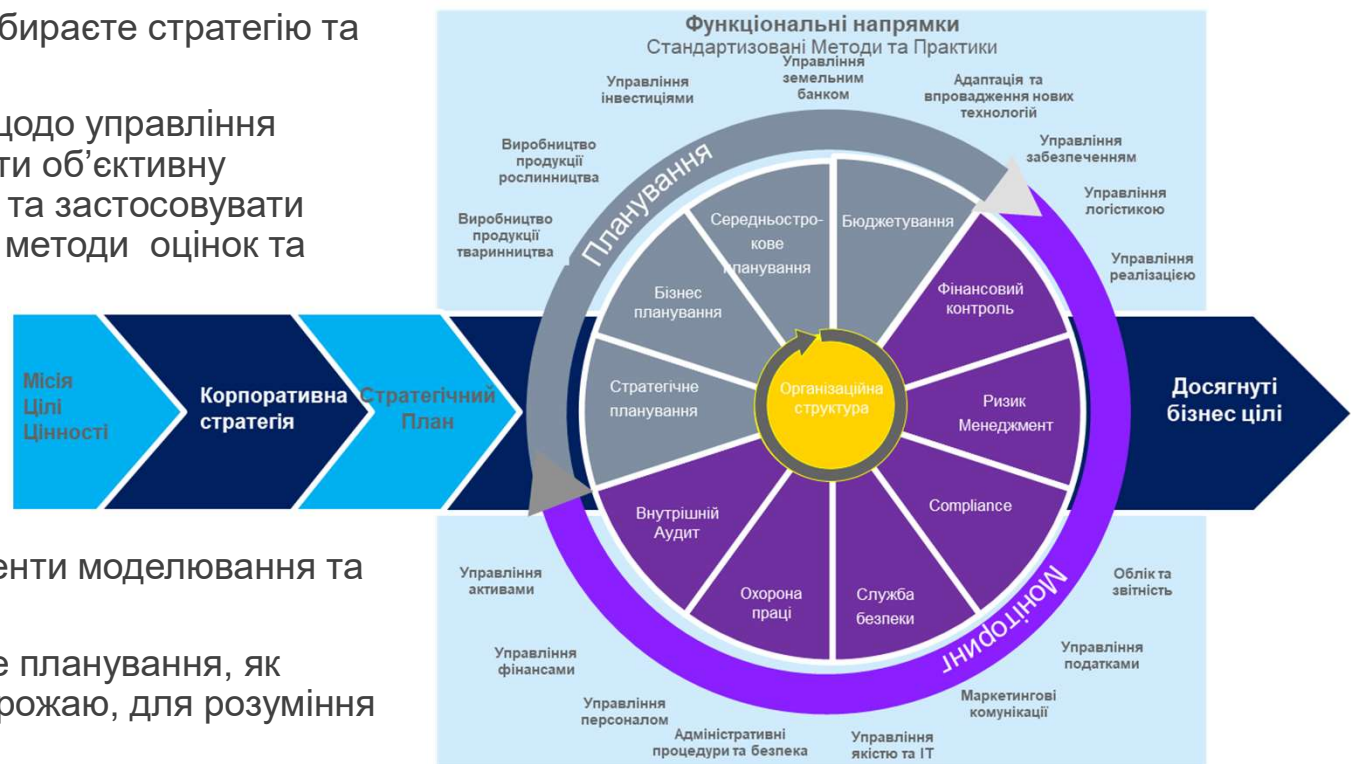 бираєте стратегію та
щодо управління
ти об’єктивну
та застосовувати
методи оцінок та
енти моделювання та
е планування, як
рожаю, для розуміння
Функціональні напрямки
Стандартизовані Методи та Практики
Управління
інвестиціями
Управління
земельним
банком
Адаптація та
впровадження нових
технологій
Виробництво
продукції
рослинництва
Управління
забезпеченням
Виробництво
продукції
тваринництва
Управління
логістикою
Управління
реалізацією
Планування
Середньостро-
кове
планування
Бюджетування
Бізнес
планування
Фінансовий
контроль
Стратегічне
планування
Організаційна
структура
Ризик
Менеджмент
Внутрішній
Аудит
Compliance
Охорона
праці
Служба
безпеки
Моніторинг
Місія
Цілі
Цінності
Корпоративна
стратегія
Стратегічний
План
Досягнуті
бізнес цілі
Управління
активами
Облік та
звітність
Управління
фінансами
Управління
податками
Управління
персоналом
Маркетингові
комунікації
Адміністративні
процедури та безпека
Управління
якістю та ІТ